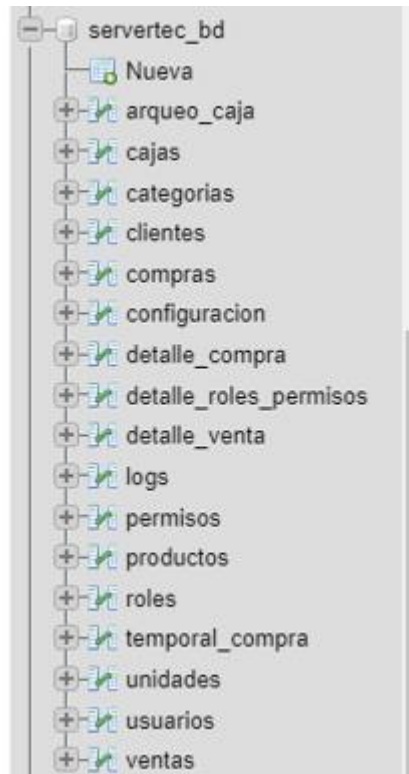 servertec_bd
Nueva
arqueo_caja
cajas
categorias
clientes
compras
configuracion
detalle_compra
detalle_roles_permisos
detalle_venta
logs
permisos
productos
roles
temporal_compra
unidades
usuarios
ventas